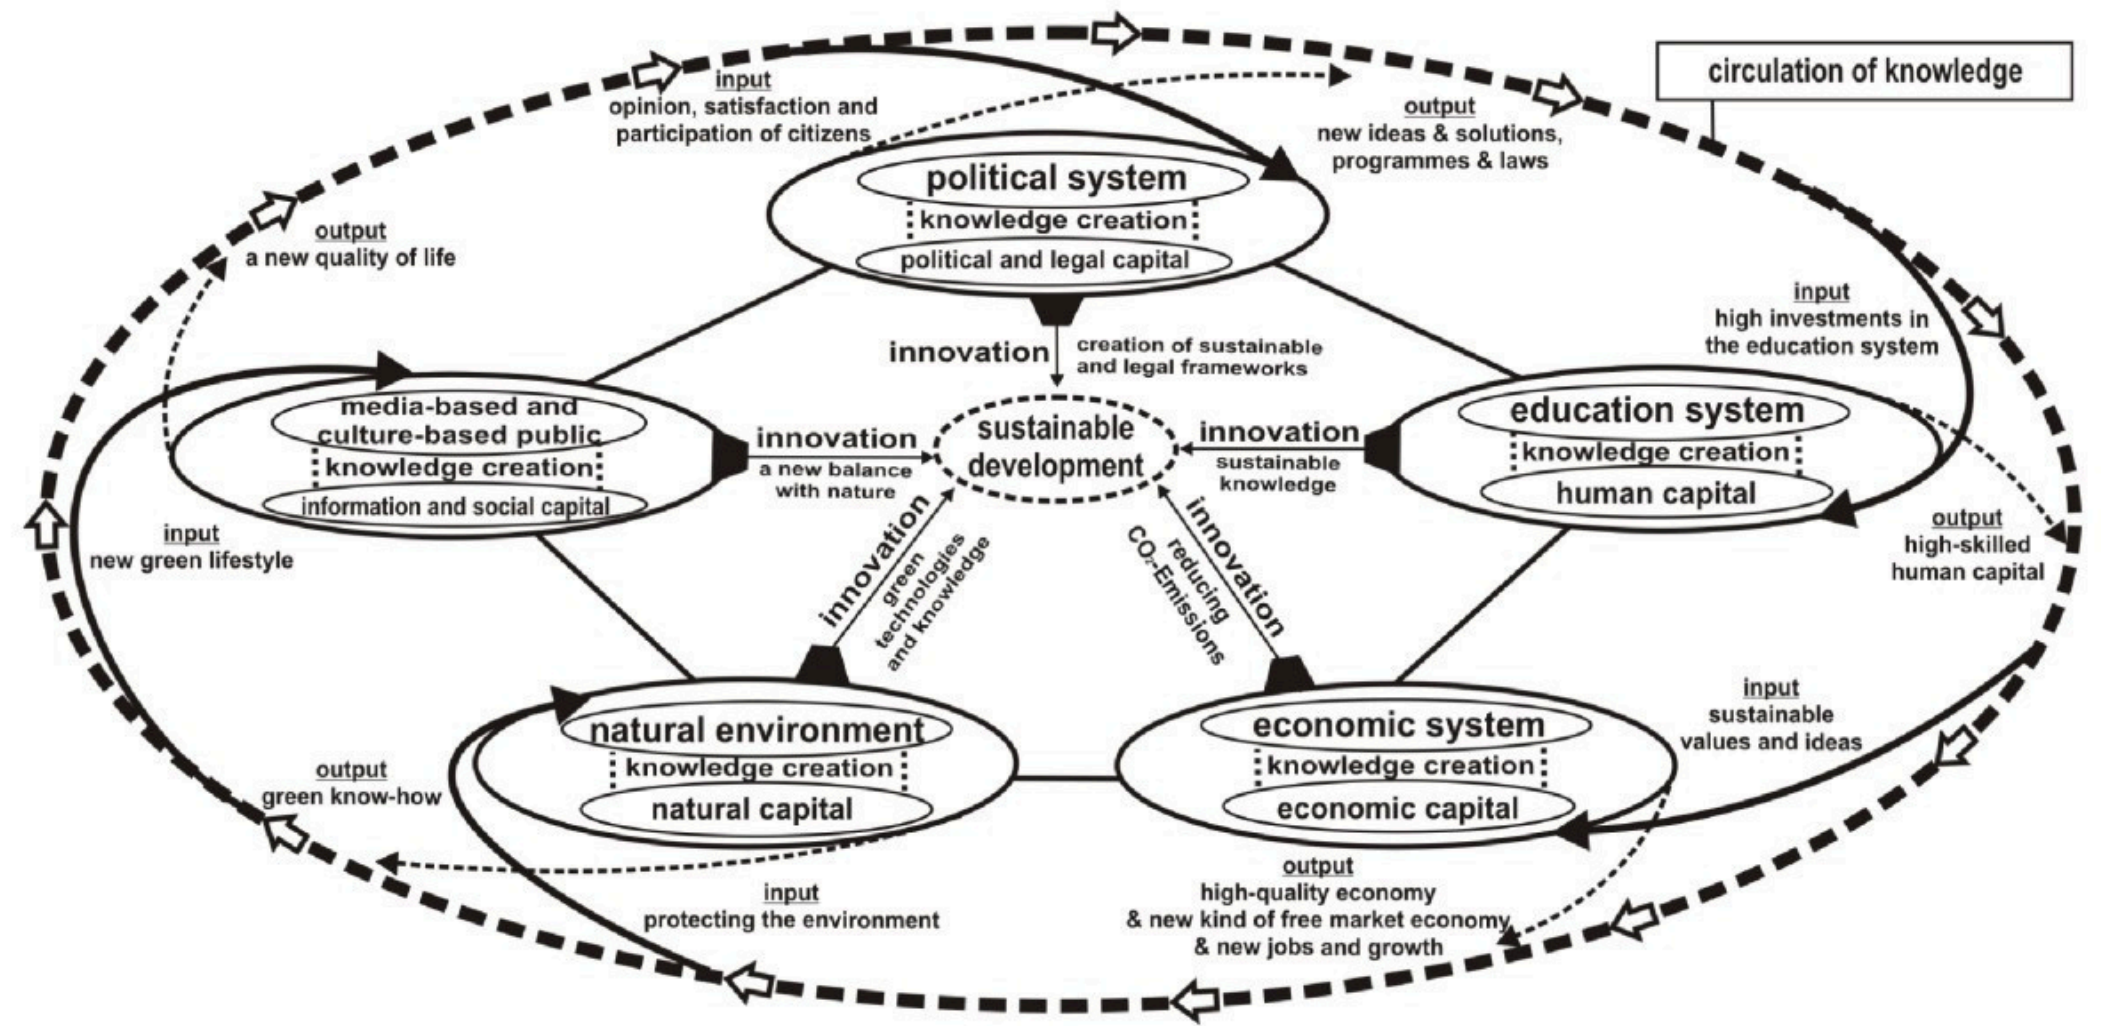 circulation of knowledge
input
opinion, satisfaction and
participation of citizens
output
new ideas & solutions,
programmes & laws
political system
knowledge creation
political and legal capital
innovation
creation of sustainable
and legal frameworks
output
a new quality of life
input
high investments in
the education system
media-based and
culture-based public
knowledge creation
information and social capital
innovation
a new balance
with nature
sustainable
development
innovation
sustainable
knowledge
education system
knowledge creation
human capital
input
new green lifestyle
output
high-skilled
human capital
innovation
green
technologies
and knowledge
innovation
reducing
CO₂-Emissions
natural environment
knowledge creation
natural capital
economic system
knowledge creation
economic capital
input
sustainable
values and ideas
output
green know-how
input
protecting the environment
output
high-quality economy
& new kind of free market economy
& new jobs and growth